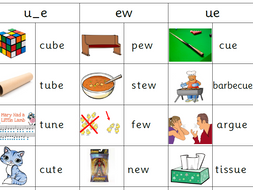 u_e ew ue
cube pew cue
tube stew barbecue
Mary had a
Little Lamb
tune few argue
cute new tissue